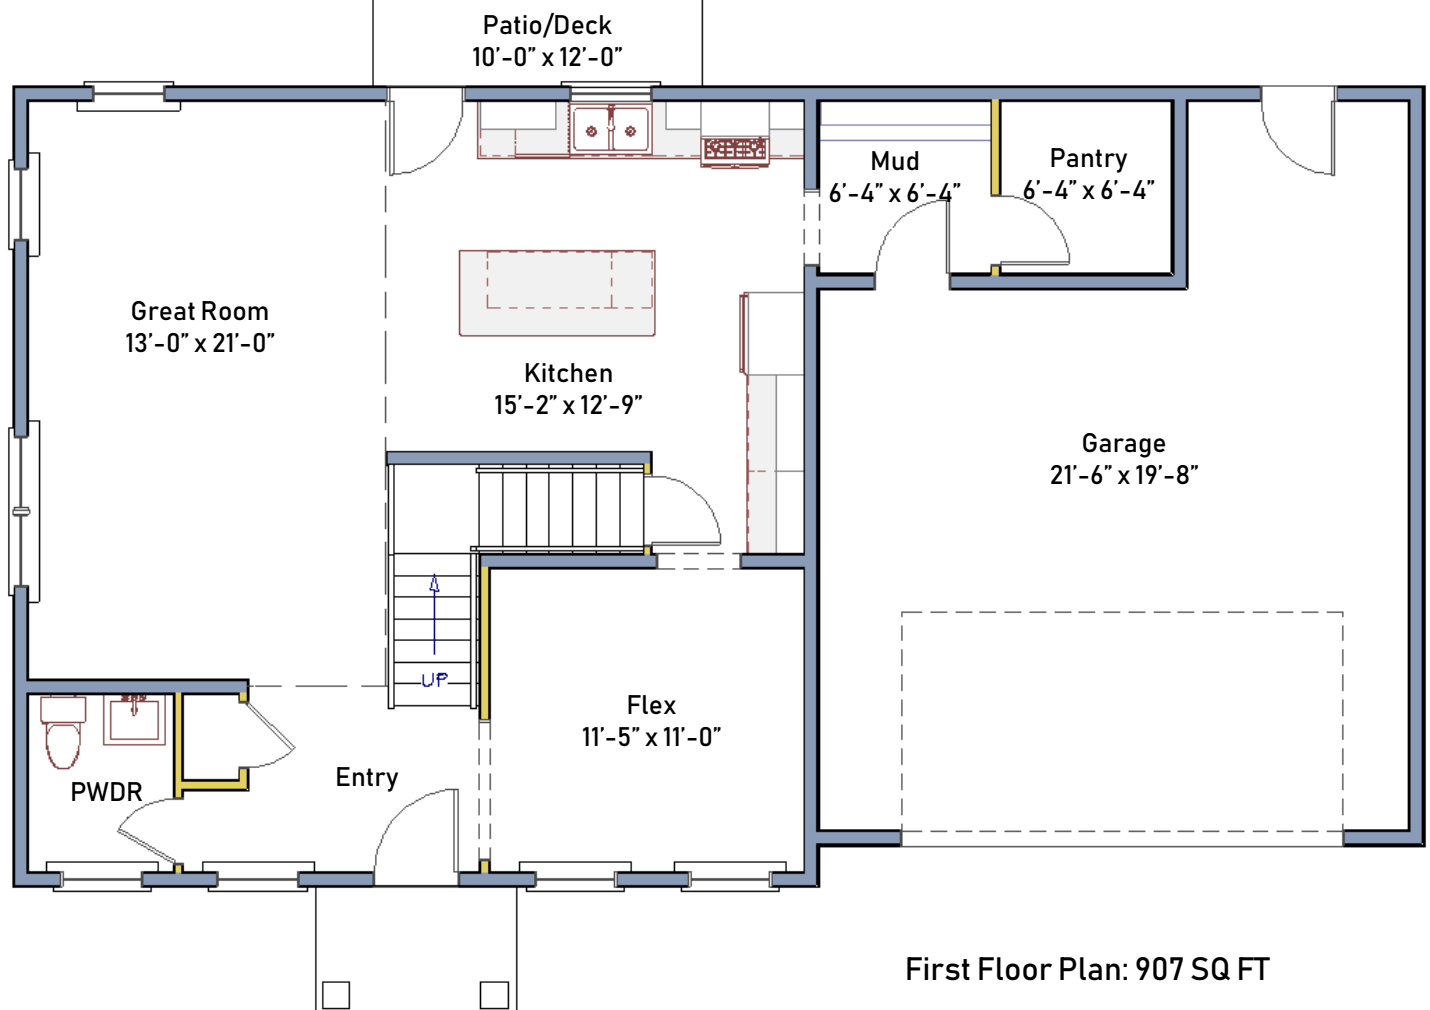 Patio/Deck
10’-0” x 12’-0”
Mud
6’-4” x 6’-4”
Pantry
6’-4” x 6’-4”
Great Room
13’-0” x 21’-0”
Kitchen
15’-2” x 12’-9”
Garage
21’-6” x 19’-8”
UP
Flex
11’-5” x 11’-0”
Entry
PWDR
First Floor Plan: 907 SQ FT